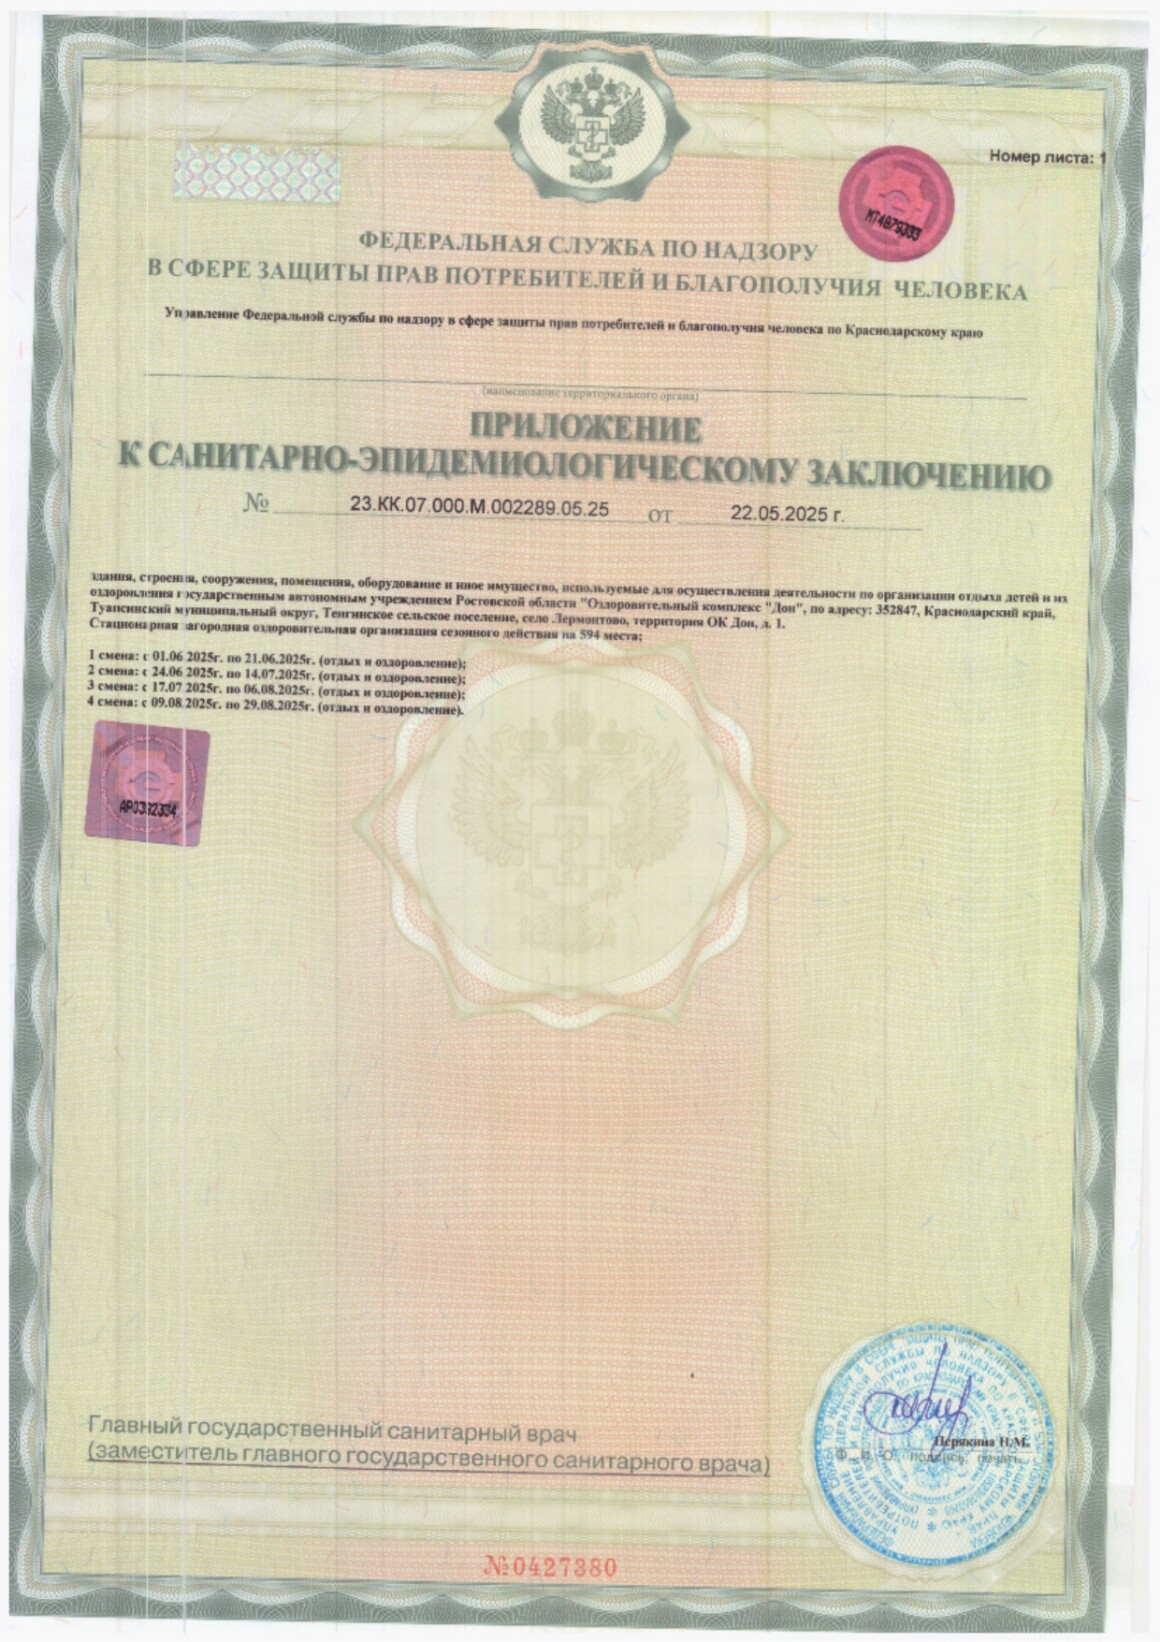 Номер листа: 1
МТ4879333
ФЕДЕРАЛЬНАЯ СЛУЖБА ПО НАДЗОРУ
В СФЕРЕ ЗАЩИТЫ ПРАВ ПОТРЕБИТЕЛЕЙ И БЛАГОПОЛУЧИЯ ЧЕЛОВЕКА
Управление Федеральной службы по надзору в сфере защиты прав потребителей и благополучия человека по Краснодарскому краю
(наименование территориального органа)
ПРИЛОЖЕНИЕ
К САНИТАРНО-ЭПИДЕМИОЛОГИЧЕСКОМУ ЗАКЛЮЧЕНИЮ
№ 23.КК.07.000.М.002289.05.25 от 22.05.2025 г.
здания, строения, сооружения, помещения, оборудование и иное имущество, используемые для осуществления деятельности по организации отдыха детей и их
оздоровления государственным автономным учреждением Ростовской области "Оздоровительный комплекс "Дон", по адресу: 352847, Краснодарский край,
Туапсинский муниципальный округ, Тенгинское сельское поселение, село Лермонтово, территория ОК Дон, д. 1.
Стационарная загородная оздоровительная организация сезонного действия на 594 места;
1 смена: с 01.06 2025г. по 21.06.2025г. (отдых и оздоровление);
2 смена: с 24.06 2025г. по 14.07.2025г. (отдых и оздоровление);
3 смена: с 17.07.2025г. по 06.08.2025г. (отдых и оздоровление);
4 смена: с 09.08.2025г. по 29.08.2025г. (отдых и оздоровление).
Главный государственный санитарный врач
(заместитель главного государственного санитарного врача)
Перякина Н.М.
Ф. И. О., подпись, печать
№0427380